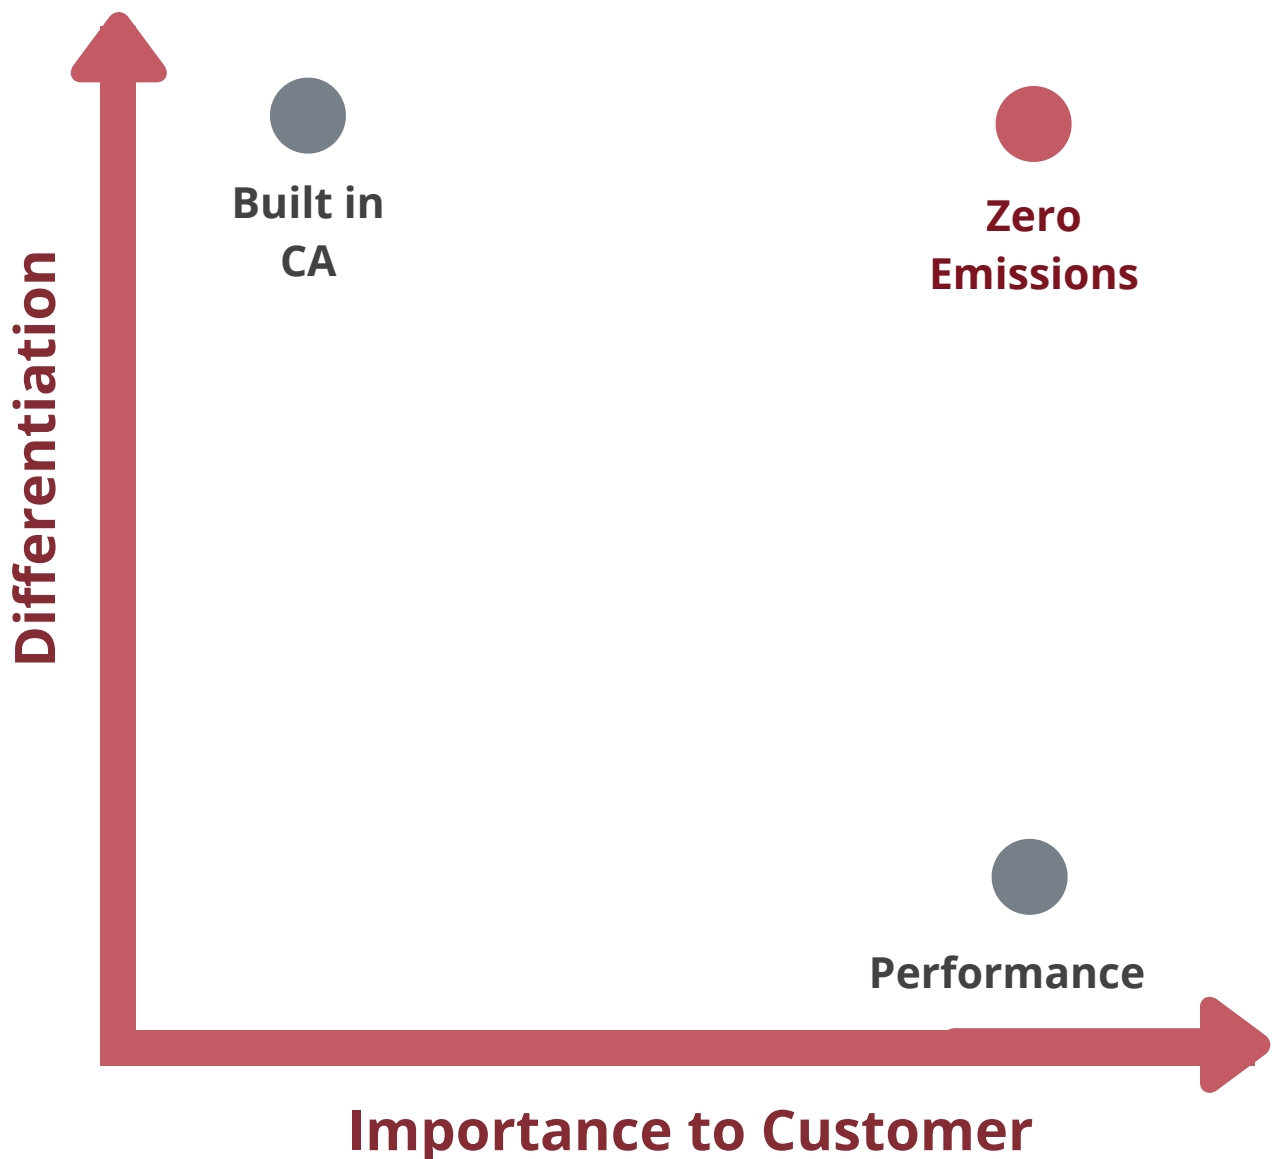 Built in
CA
Zero
Emissions
Differentiation
Performance
Importance to Customer